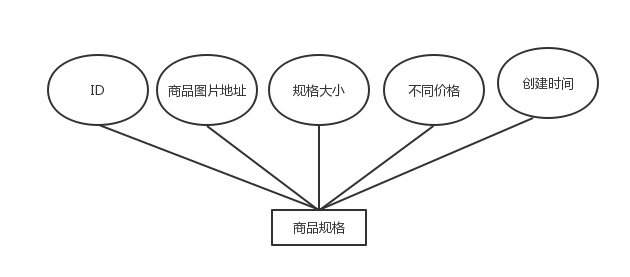 ID
商品图片地址
规格大小
不同价格
创建时间
商品规格